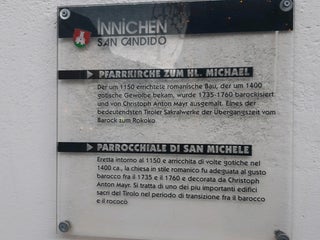 INNICHEN
SAN CANDIDO
PFARRKIRCHE ZUM HL. MICHAEL
Der um 1150 errichtete romanische Bau, der um 1400
gotische Gewölbe bekam, wurde 1735-1760 barockisiert
und von Christoph Anton Mayr ausgemalt. Eines der
bedeutendsten Tiroler Sakralwerke der Übergangszeit vom
Barock zum Rokoko
PARROCCHIALE DI SAN MICHELE
Eretta intorno al 1150 e arricchita di volte gotiche nel
1400 ca., la chiesa in stile romanico fu adeguata al gusto
barocco fra il 1735 e il 1760 e decorata da Christoph
Anton Mayr. Si tratta di uno dei piu importanti edifici
sacri del Tirolo nel periodo di transizione fra il barocco
e il rococo